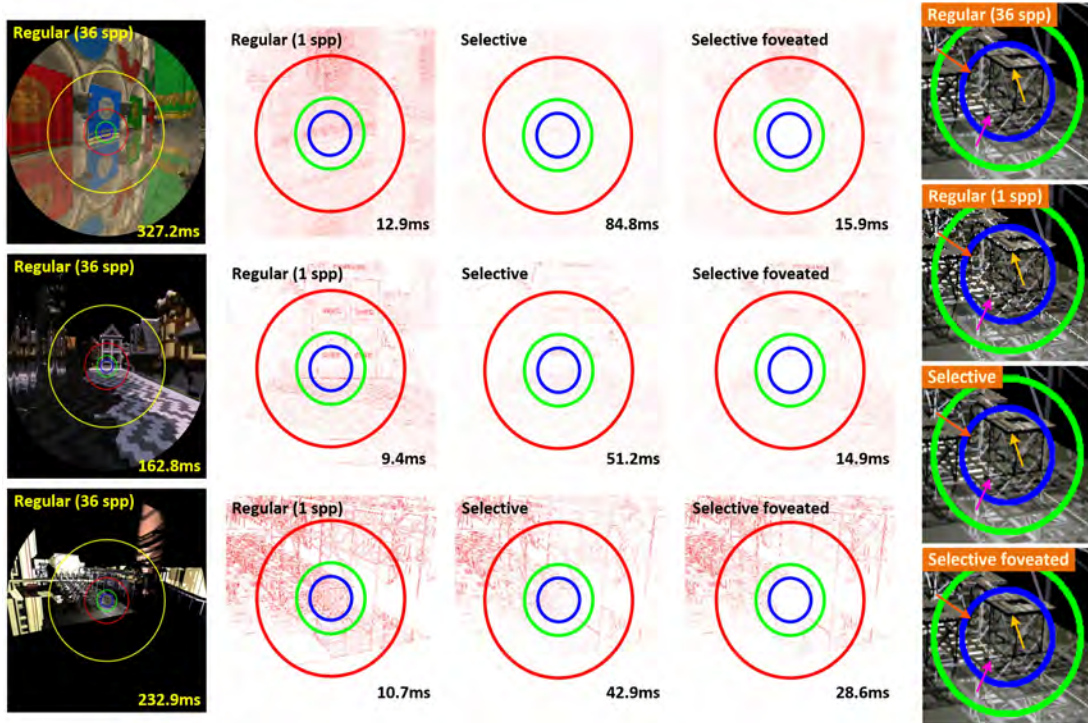 Regular (36 spp)
327.2ms
Regular (1 spp)
12.9ms
Selective
84.8ms
Selective foveated
15.9ms
Regular (36 spp)
162.8ms
Regular (1 spp)
9.4ms
Selective
51.2ms
Selective foveated
14.9ms
Regular (36 spp)
232.9ms
Regular (1 spp)
10.7ms
Selective
42.9ms
Selective foveated
28.6ms
Regular (36 spp)
Regular (1 spp)
Selective
Selective foveated